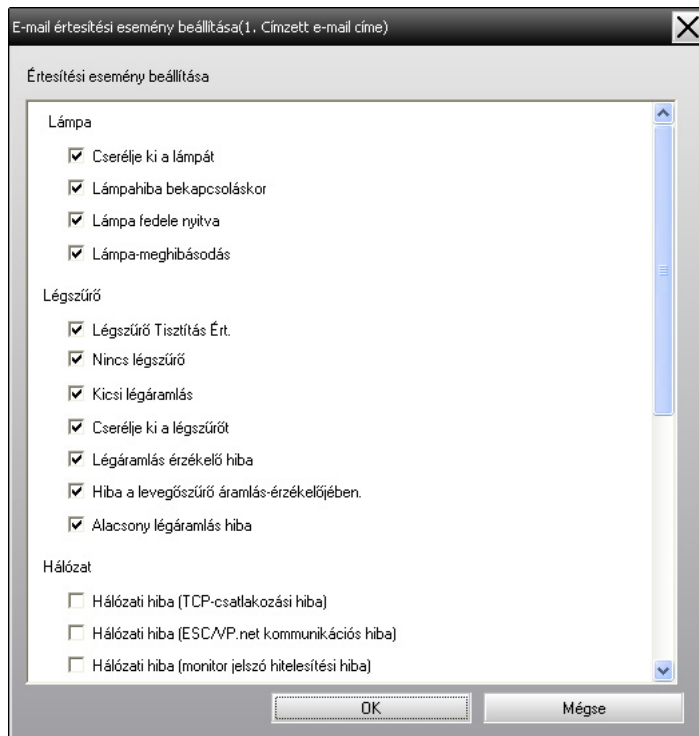 E-mail értesítési esemény beállítása(1. Címzett e-mail címe)
Értesítési esemény beállítása
Lámpa
Cserélje ki a lámpát
Lámpahiba bekapcsoláskor
Lámpa fedele nyitva
Lámpa-meghibásodás
Légszűrő
Légszűrő Tisztítás Ért.
Nincs légszűrő
Kicsi légáramlás
Cserélje ki a légszűrőt
Légáramlás érzékelő hiba
Hiba a levegőszűrő áramlás-érzékelőjében.
Alacsony légáramlás hiba
Hálózat
Hálózati hiba (TCP-csatlakozási hiba)
Hálózati hiba (ESC/VP.net kommunikációs hiba)
Hálózati hiba (monitor jelszó hitelesítési hiba)
OK
Mégse